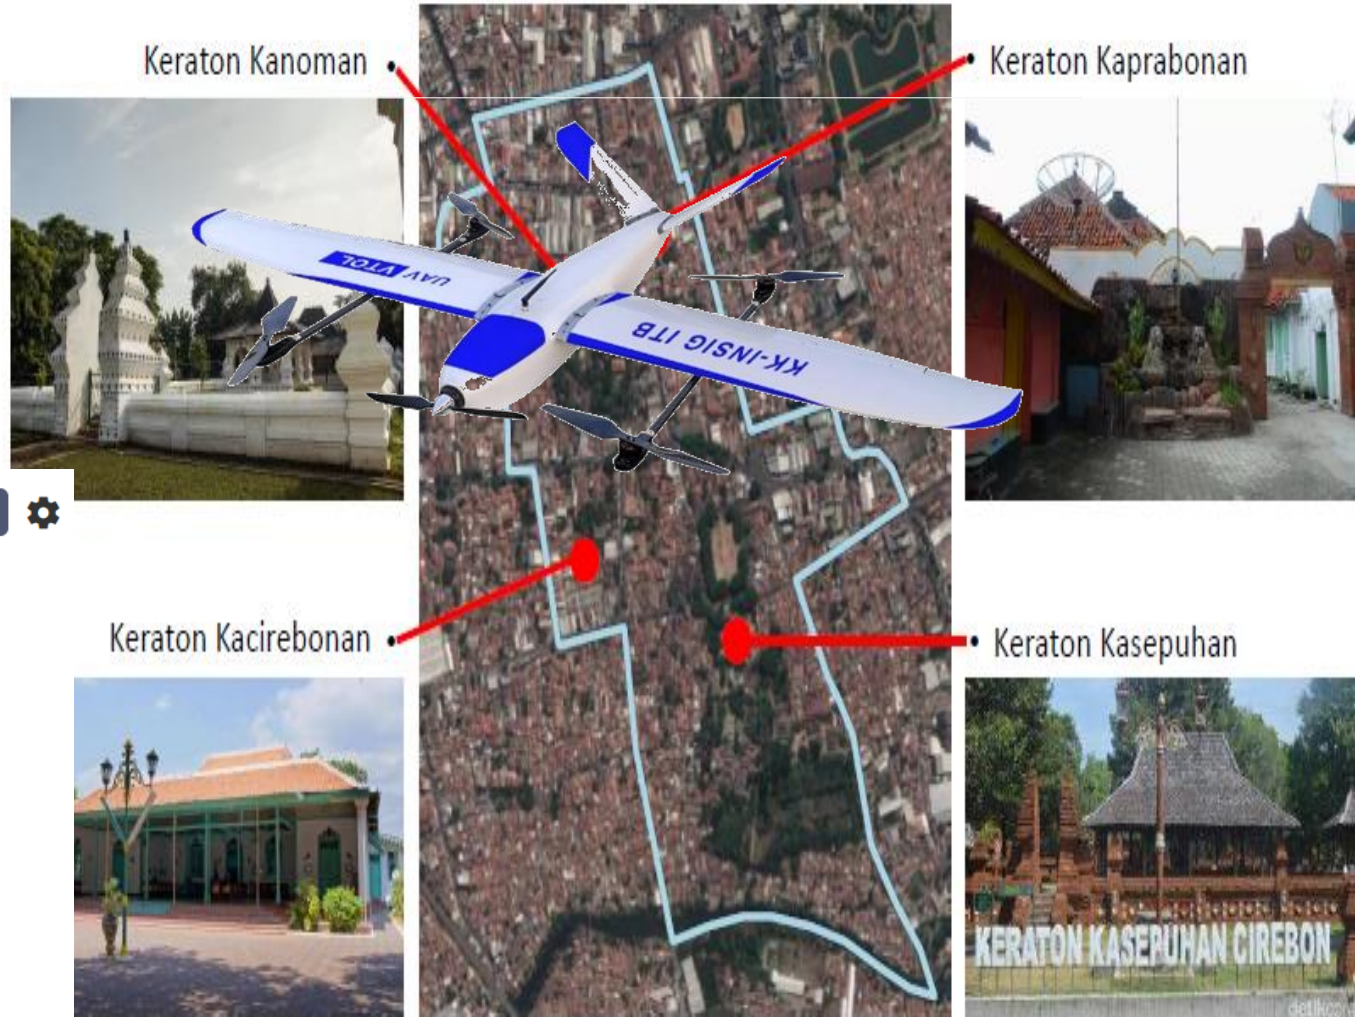 Keraton Kanoman
Keraton Kaprabonan
UAV VTOL
KK-INSIG ITB
Keraton Kacirebonan
Keraton Kasepuhan
KERATON KASEPUHAN CIREBON